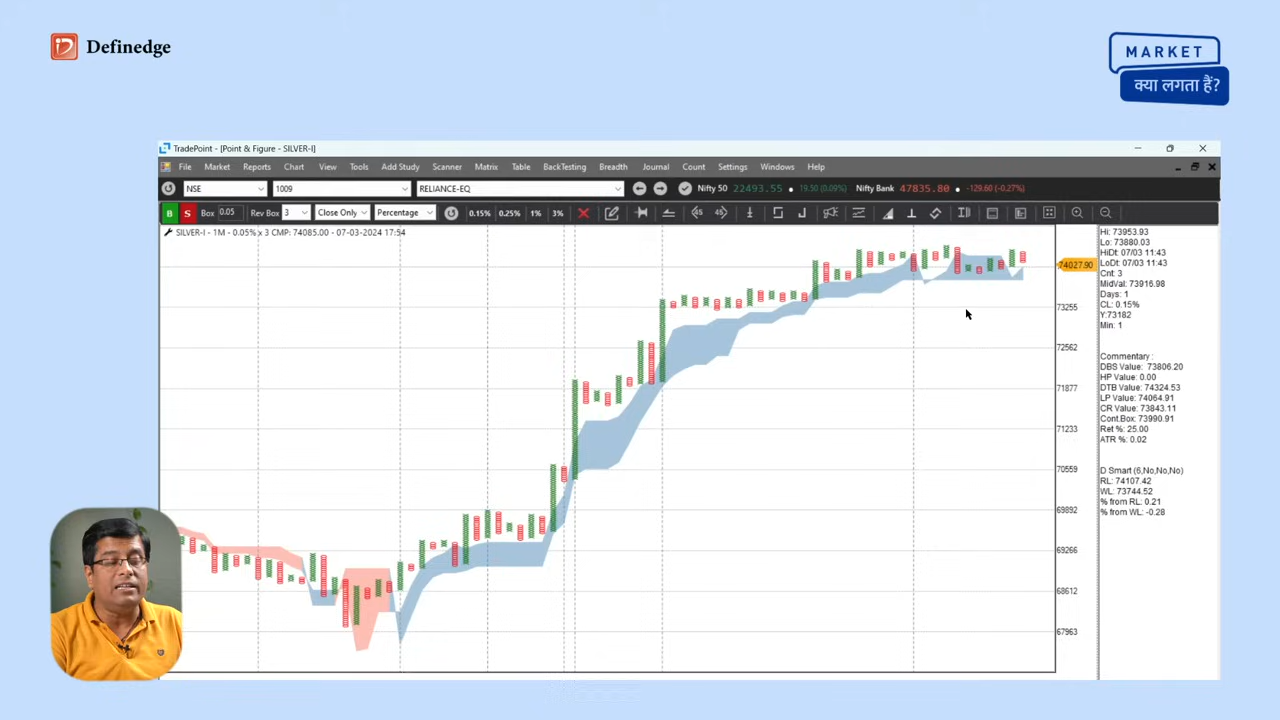 Definedge
MARKET
क्या लगता हैं?
TradePoint - [Point & Figure - SILVER-I]
File Market Reports Chart View Tools Add Study Scanner Matrix Table BackTesting Breadth Journal Count Settings Windows Help
NSE 1009 RELIANCE-EQ Nifty 50 22493.55 19.50 (0.09%) Nifty Bank 47835.80 -129.60 (-0.27%)
B S Box 0.05 Rev Box 3 Close Only Percentage 0.15% 0.25% 1% 3% 45 45
SILVER-I - 1M - 0.05% x 3 CMP: 74085.00 - 07-03-2024 17:54
74027.90
73255
72562
71877
71233
70559
69892
69266
68612
67963
Hi: 73953.93
Lo: 73880.03
HiDt: 07/03 11:43
LoDt: 07/03 11:43
Cnt: 3
MidVal: 73916.98
Days: 1
CL: 0.15%
Y:73182
Min: 1
Commentary :
DBS Value: 73806.20
HP Value: 0.00
DTB Value: 74324.53
LP Value: 74064.91
CR Value: 73843.11
Cont.Box: 73990.91
Ret %: 25.00
ATR %: 0.02
D Smart (6,No,No,No)
RL: 74107.42
WL: 73744.52
% from RL: 0.21
% from WL: -0.28